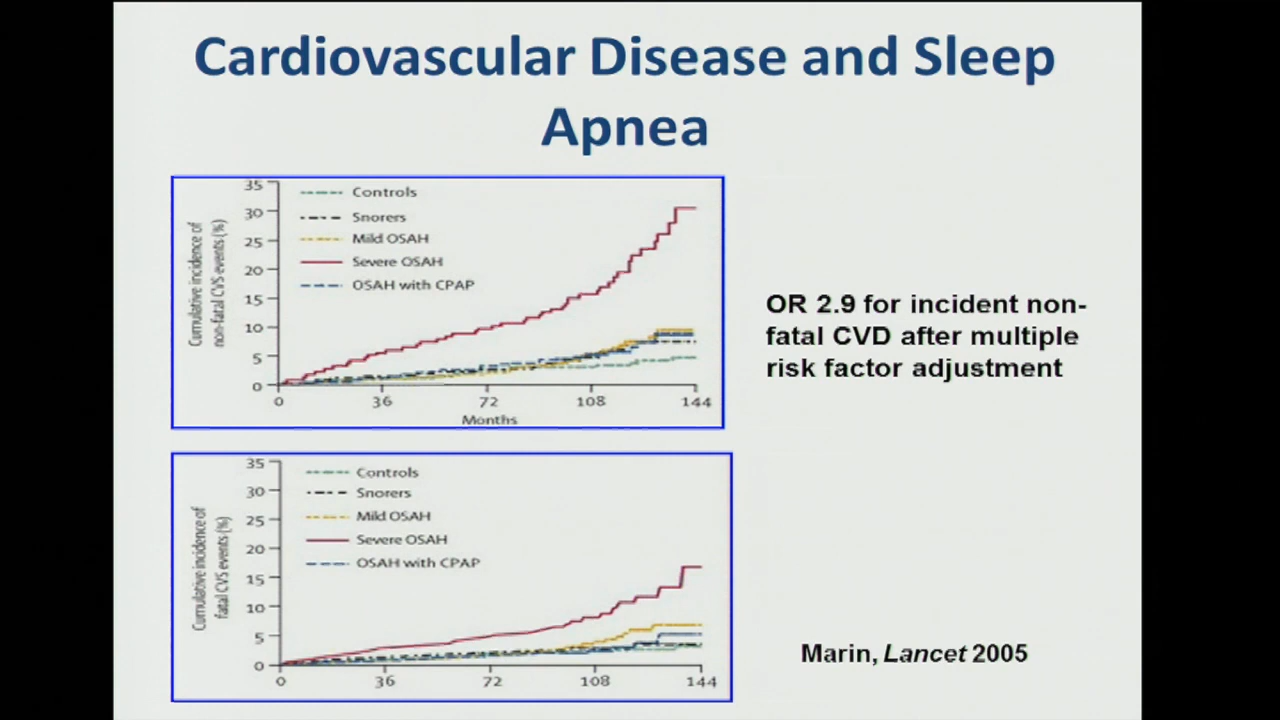 Cardiovascular Disease and Sleep
Apnea
Cumulative incidence of
non-fatal CVS events (%)
35
30
25
20
15
10
5
0
Controls
Snorers
Mild OSAH
Severe OSAH
OSAH with CPAP
0 36 72 108 144
Months
OR 2.9 for incident non-
fatal CVD after multiple
risk factor adjustment
Cumulative incidence of
fatal CVS events (%)
35
30
25
20
15
10
5
0
Controls
Snorers
Mild OSAH
Severe OSAH
OSAH with CPAP
0 36 72 108 144
Marin, Lancet 2005